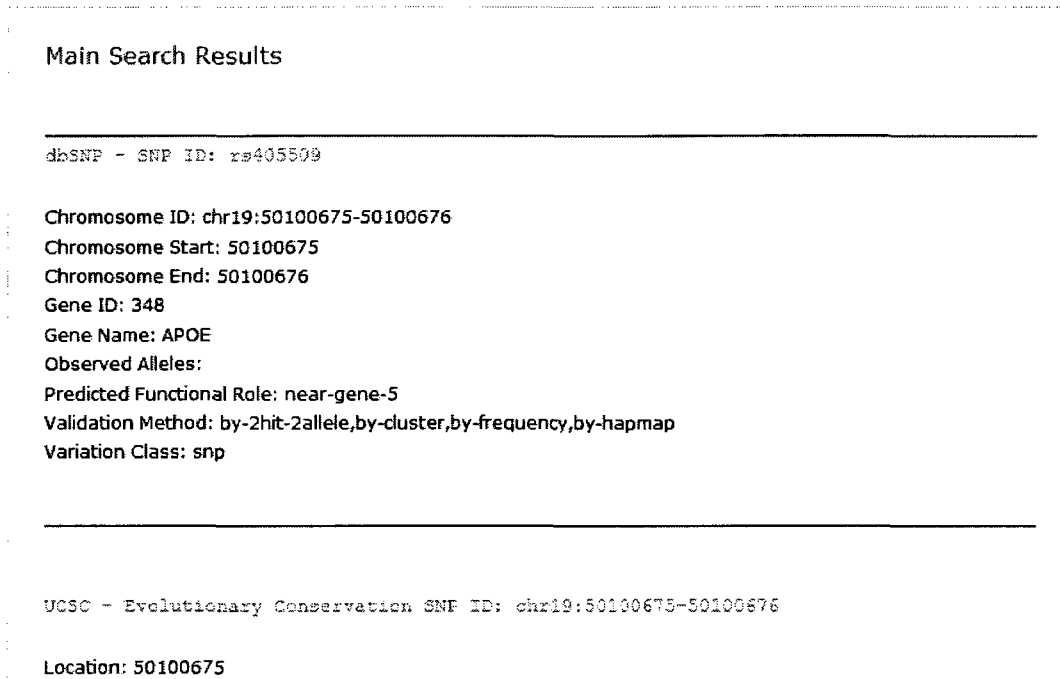 Main Search Results
dbSNP - SNP ID: rs405509
Chromosome ID: chr19:50100675-50100676
Chromosome Start: 50100675
Chromosome End: 50100676
Gene ID: 348
Gene Name: APOE
Observed Alleles:
Predicted Functional Role: near-gene-5
Validation Method: by-2hit-2allele,by-cluster,by-frequency,by-hapmap
Variation Class: snp
UCSC - Evolutionary Conservation SNP ID: chr19:50100675-50100676
Location: 50100675